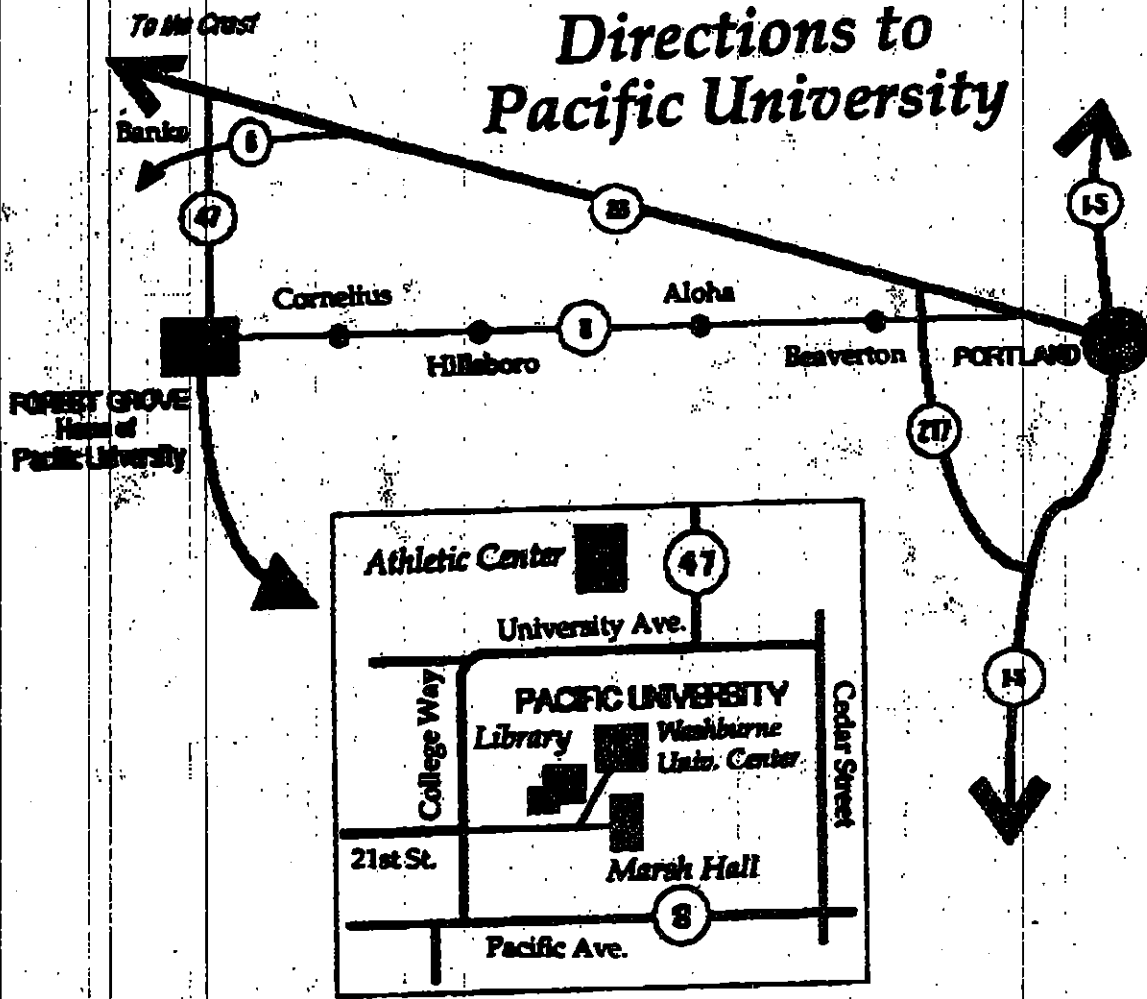 To the Coast
Directions to
Pacific University
Banks
6
47
26
I-5
Cornelius
Aloha
8
Hillsboro
Beaverton
PORTLAND
FOREST GROVE
Home of
Pacific University
217
Athletic Center
47
University Ave.
I-5
College Way
PACIFIC UNIVERSITY
Library
Washburne
Univ. Center
Cedar Street
21st St.
Marsh Hall
8
Pacific Ave.